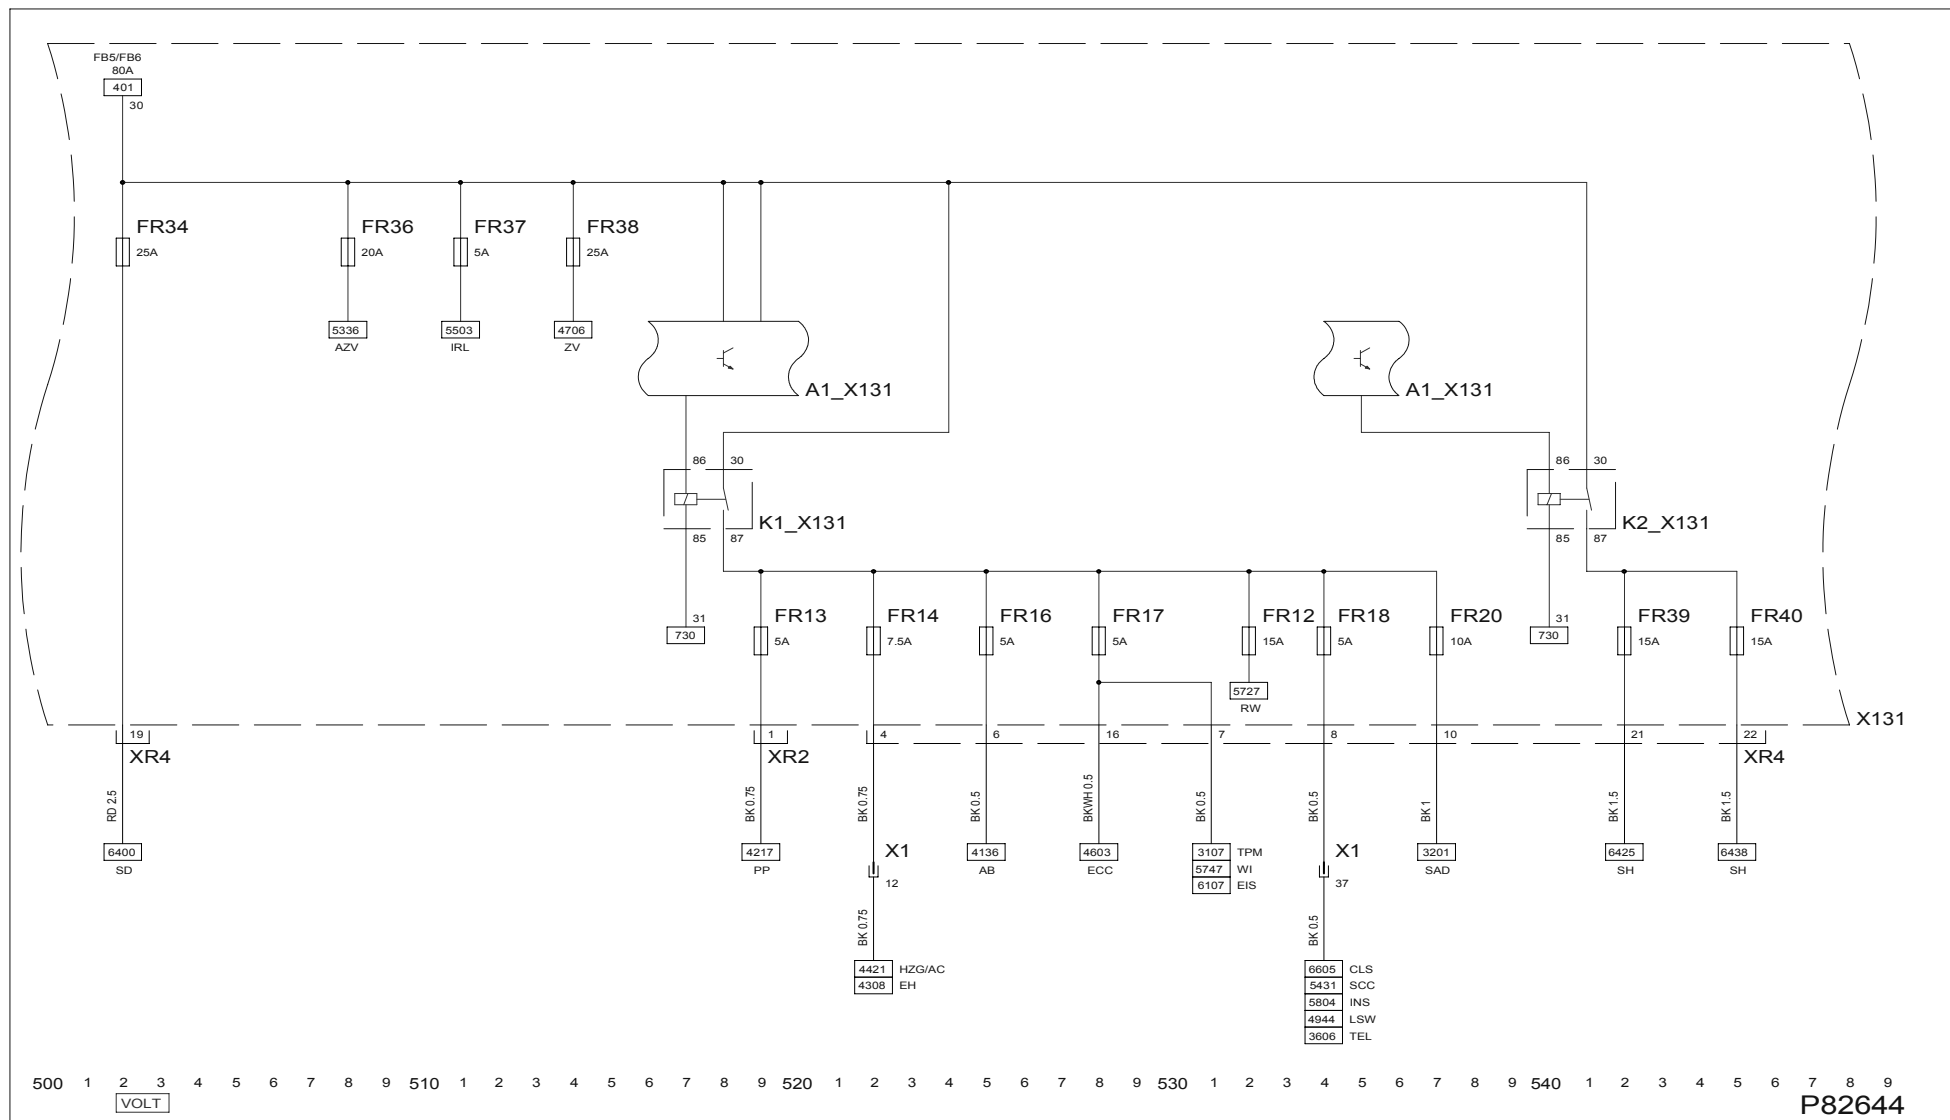 FB5/FB6
80A
401
30
FR34
25A
FR36
20A
FR37
5A
FR38
25A
5336
AZV
5503
IRL
4706
ZV
A1_X131
A1_X131
86 30
K1_X131
85 87
86 30
K2_X131
85 87
31
730
FR13
5A
FR14
7.5A
FR16
5A
FR17
5A
FR12
15A
FR18
5A
FR20
10A
31
730
FR39
15A
FR40
15A
5727
RW
X131
19
XR4
1
XR2
4
6
16
7
8
10
21
22
XR4
RD 2.5
BK 0.75
BK 0.75
BK 0.5
BKWH 0.5
BK 0.5
BK 0.5
BK 1
BK 1.5
BK 1.5
6400
SD
4217
PP
X1
12
4136
AB
4603
ECC
3107 TPM
5747 WI
6107 EIS
X1
37
3201
SAD
6425
SH
6438
SH
BK 0.75
BK 0.5
4421 HZG/AC
4308 EH
6605 CLS
5431 SCC
5804 INS
4944 LSW
3606 TEL
500 1 2 3 4 5 6 7 8 9 510 1 2 3 4 5 6 7 8 9 520 1 2 3 4 5 6 7 8 9 530 1 2 3 4 5 6 7 8 9 540 1 2 3 4 5 6 7 8 9
VOLT
P82644